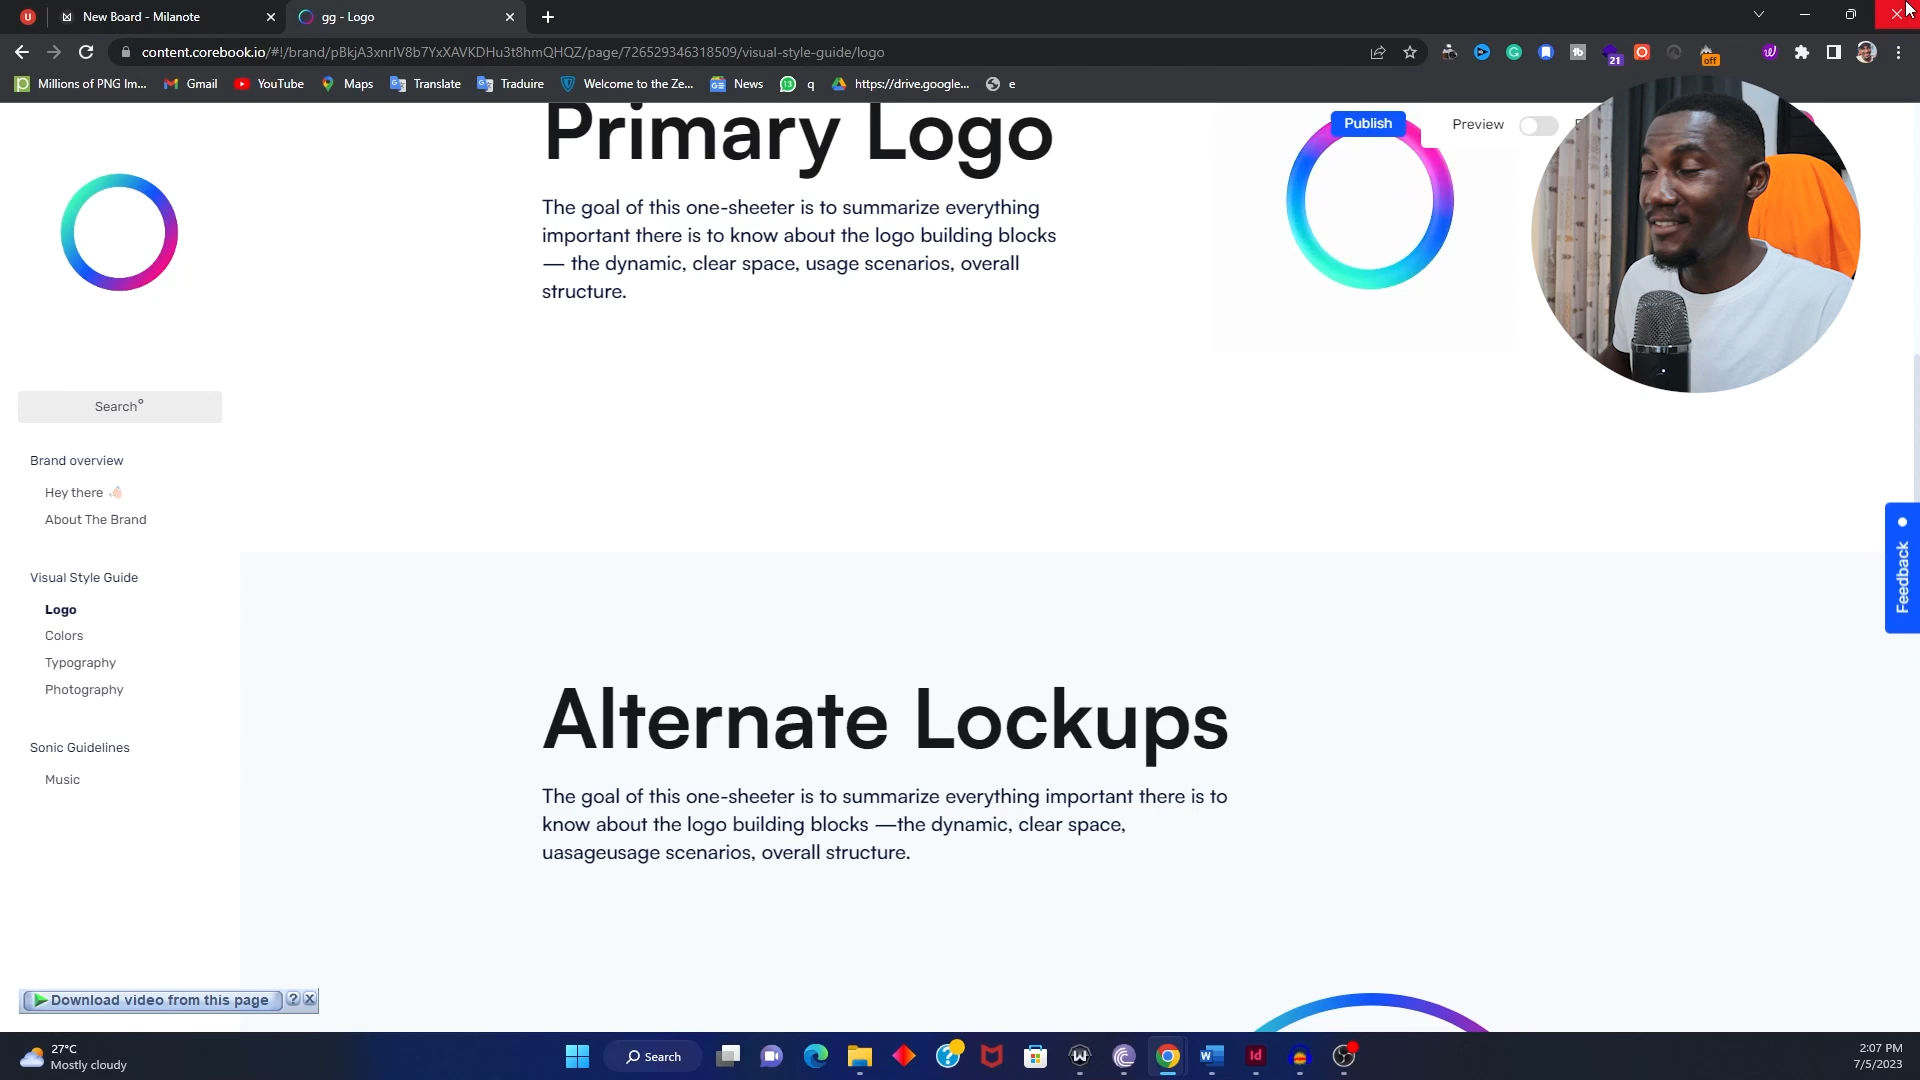 New Board - Milanote
gg - Logo
content.corebook.io/#!/brand/pBkjA3xnrlV8b7YxXAVKDHu3t8hmQHQZ/page/726529346318509/visual-style-guide/logo
21
off
Millions of PNG Im...
Gmail
YouTube
Maps
Translate
Traduire
Welcome to the Ze...
News
13
q
https://drive.google...
e
Primary Logo
Publish
Preview
The goal of this one-sheeter is to summarize everything
important there is to know about the logo building blocks
— the dynamic, clear space, usage scenarios, overall
structure.
Search°
Brand overview
Hey there
About The Brand
Visual Style Guide
Logo
Colors
Typography
Photography
Sonic Guidelines
Music
Feedback
Alternate Lockups
The goal of this one-sheeter is to summarize everything important there is to
know about the logo building blocks —the dynamic, clear space,
uasageusage scenarios, overall structure.
Download video from this page
27°C
Mostly cloudy
Search
2:07 PM
7/5/2023